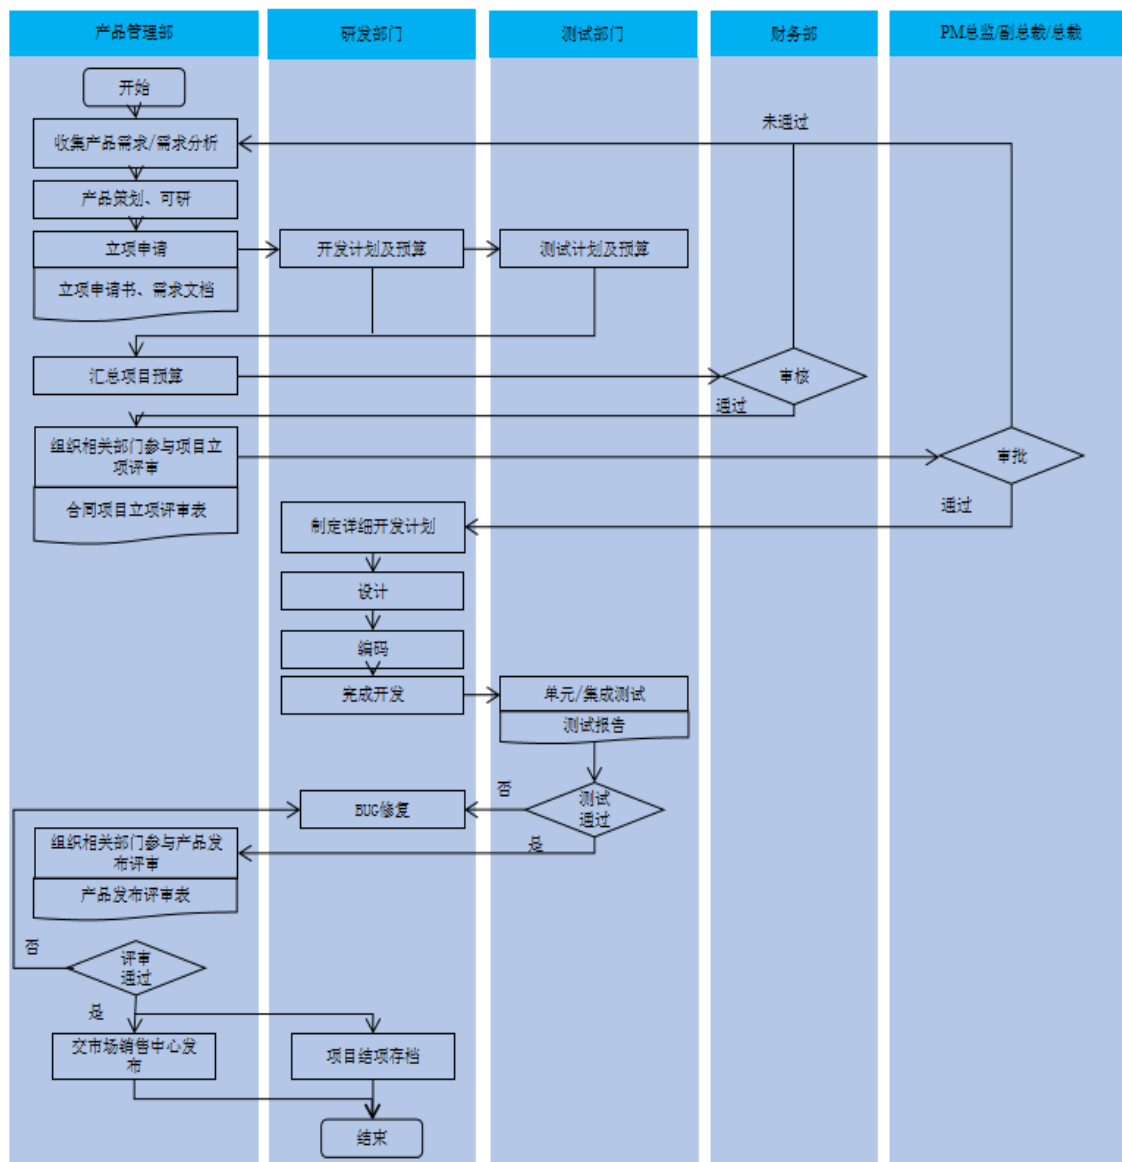 产品管理部
研发部门
测试部门
财务部
PM总监/副总裁/总裁
开始
未通过
收集产品需求/需求分析
产品策划、可研
立项申请
开发计划及预算
测试计划及预算
立项申请书、需求文档
汇总项目预算
审核
通过
组织相关部门参与项目立
项评审
审批
合同项目立项评审表
通过
制定详细开发计划
设计
编码
完成开发
单元/集成测试
测试报告
否
BUG修复
测试
通过
是
组织相关部门参与产品发
布评审
产品发布评审表
否
评审
通过
是
交市场销售中心发
布
项目结项存档
结束